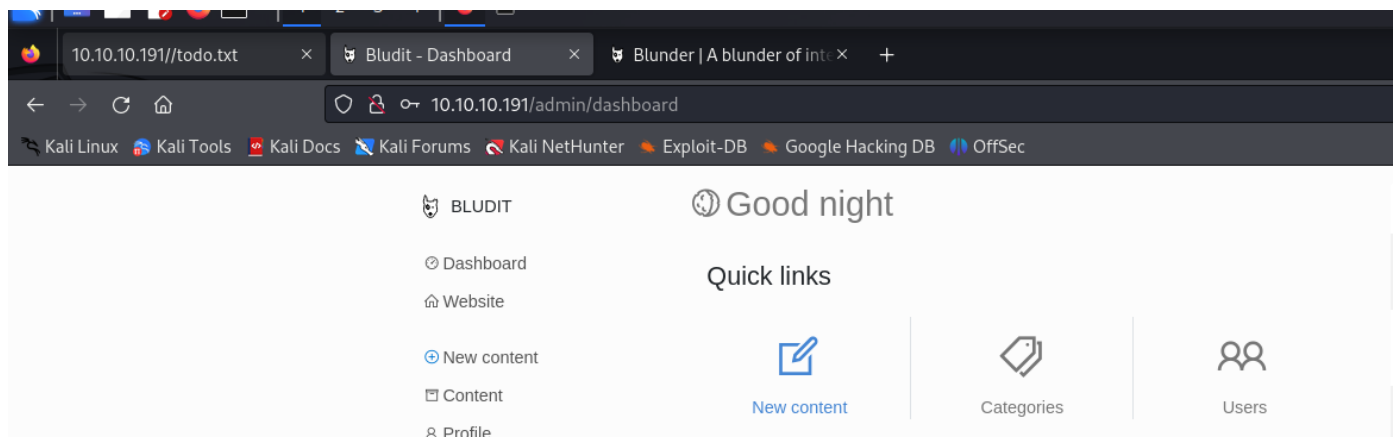 10.10.10.191//todo.txt × Bludit - Dashboard × Blunder | A blunder of inte × +
10.10.10.191/admin/dashboard
Kali Linux Kali Tools Kali Docs Kali Forums Kali NetHunter Exploit-DB Google Hacking DB OffSec
BLUDIT
Dashboard
Website
New content
Content
Profile
Good night
Quick links
New content Categories Users